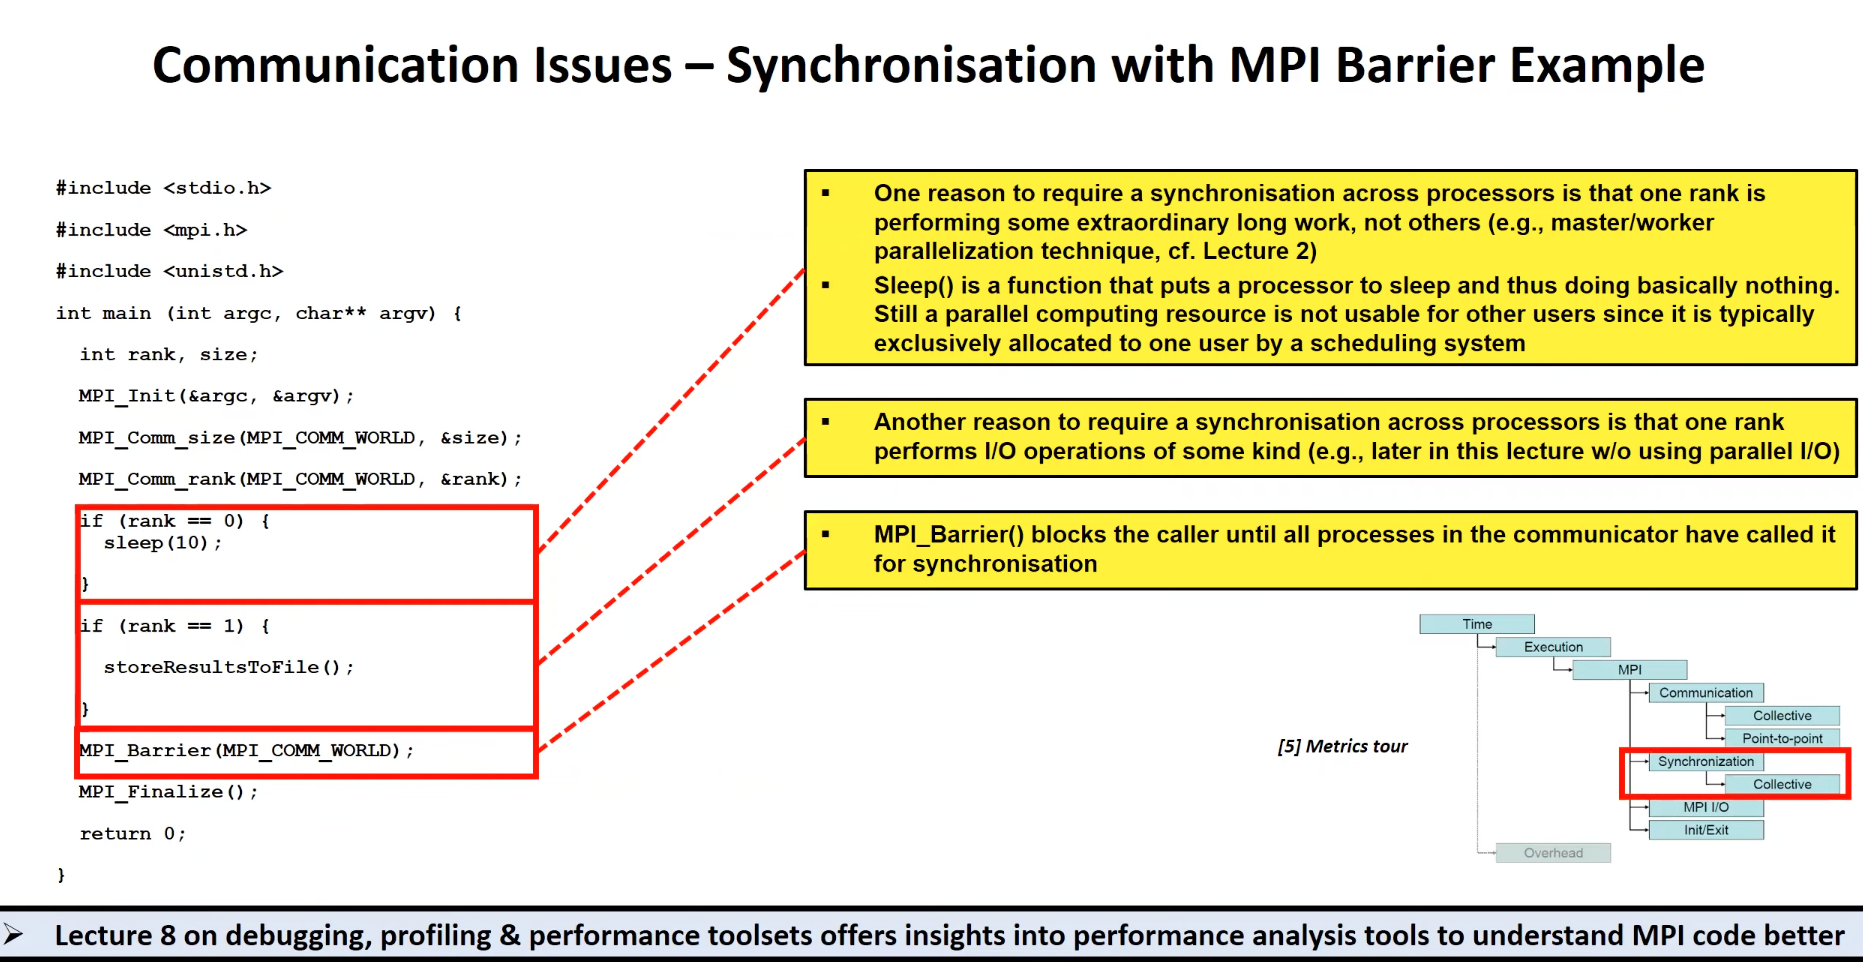 Communication Issues – Synchronisation with MPI Barrier Example
#include <stdio.h>
#include <mpi.h>
#include <unistd.h>
int main (int argc, char** argv) {
int rank, size;
MPI_Init(&argc, &argv);
MPI_Comm_size(MPI_COMM_WORLD, &size);
MPI_Comm_rank(MPI_COMM_WORLD, &rank);
if (rank == 0) {
sleep(10);
}
if (rank == 1) {
storeResultsToFile();
}
MPI_Barrier(MPI_COMM_WORLD);
MPI_Finalize();
return 0;
}
▪ One reason to require a synchronisation across processors is that one rank is
performing some extraordinary long work, not others (e.g., master/worker
parallelization technique, cf. Lecture 2)
▪ Sleep() is a function that puts a processor to sleep and thus doing basically nothing.
Still a parallel computing resource is not usable for other users since it is typically
exclusively allocated to one user by a scheduling system
▪ Another reason to require a synchronisation across processors is that one rank
performs I/O operations of some kind (e.g., later in this lecture w/o using parallel I/O)
▪ MPI_Barrier() blocks the caller until all processes in the communicator have called it
for synchronisation
[5] Metrics tour
Time
Execution
MPI
Communication
Collective
Point-to-point
Synchronization
Collective
MPI I/O
Init/Exit
Overhead
➢ Lecture 8 on debugging, profiling & performance toolsets offers insights into performance analysis tools to understand MPI code better